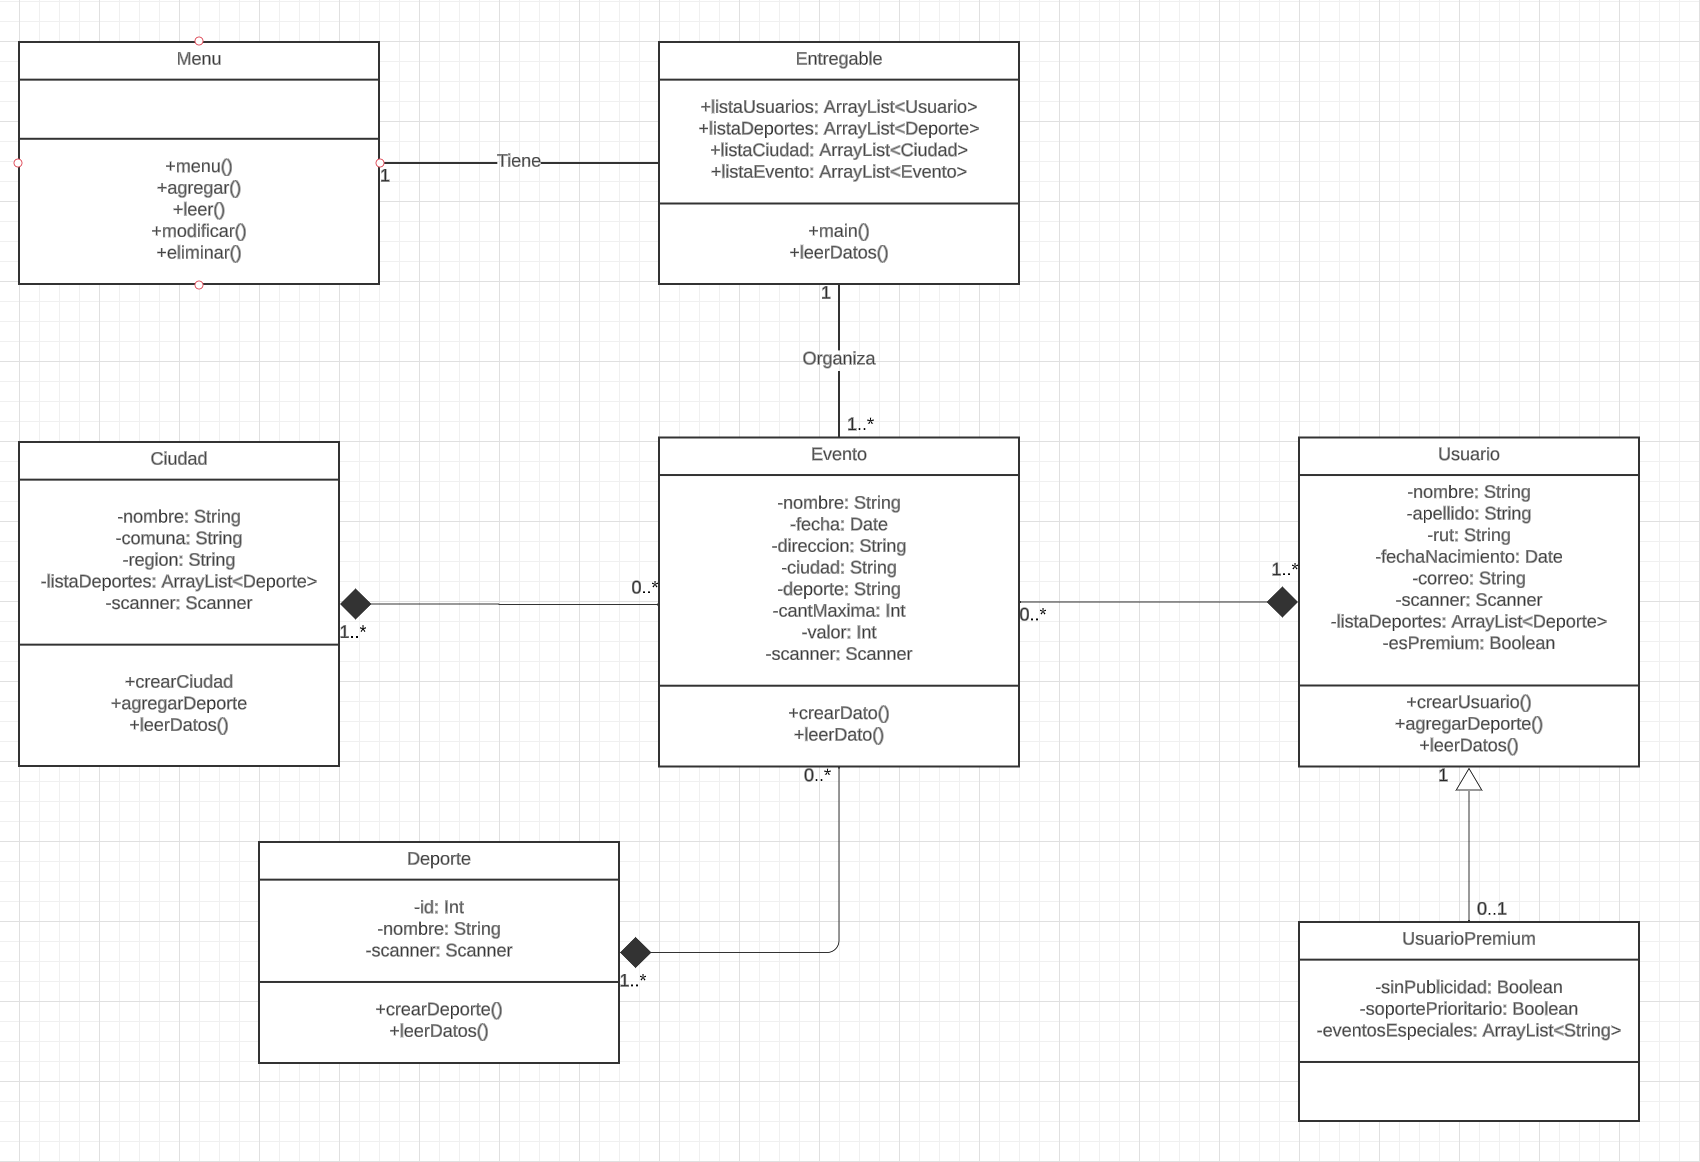 Menu
+menu()
+agregar()
+leer()
+modificar()
+eliminar()
1
Tiene
Entregable
+listaUsuarios: ArrayList<Usuario>
+listaDeportes: ArrayList<Deporte>
+listaCiudad: ArrayList<Ciudad>
+listaEvento: ArrayList<Evento>
+main()
+leerDatos()
1
Organiza
1..*
Ciudad
-nombre: String
-comuna: String
-region: String
-listaDeportes: ArrayList<Deporte>
-scanner: Scanner
+crearCiudad
+agregarDeporte
+leerDatos()
1..*
0..*
Evento
-nombre: String
-fecha: Date
-direccion: String
-ciudad: String
-deporte: String
-cantMaxima: Int
-valor: Int
-scanner: Scanner
+crearDato()
+leerDato()
0..*
0..*
1..*
Usuario
-nombre: String
-apellido: String
-rut: String
-fechaNacimiento: Date
-correo: String
-scanner: Scanner
-listaDeportes: ArrayList<Deporte>
-esPremium: Boolean
+crearUsuario()
+agregarDeporte()
+leerDatos()
1
0..1
Deporte
-id: Int
-nombre: String
-scanner: Scanner
+crearDeporte()
+leerDatos()
1..*
UsuarioPremium
-sinPublicidad: Boolean
-soportePrioritario: Boolean
-eventosEspeciales: ArrayList<String>